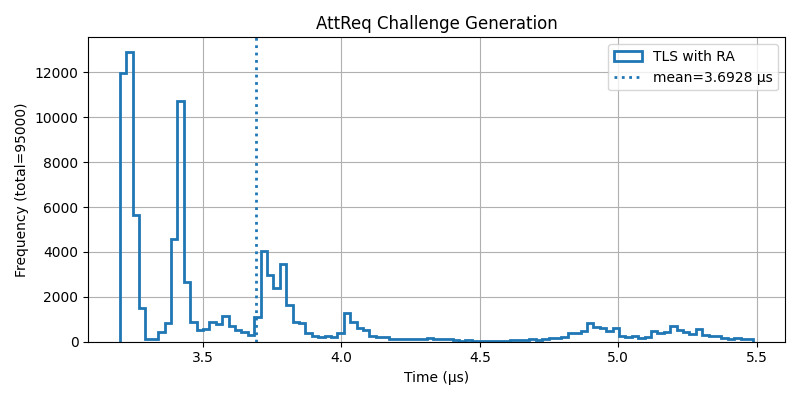 AttReq Challenge Generation
Frequency (total=95000)
12000
10000
8000
6000
4000
2000
0
TLS with RA
mean=3.6928 µs
3.5
4.0
4.5
5.0
5.5
Time (µs)